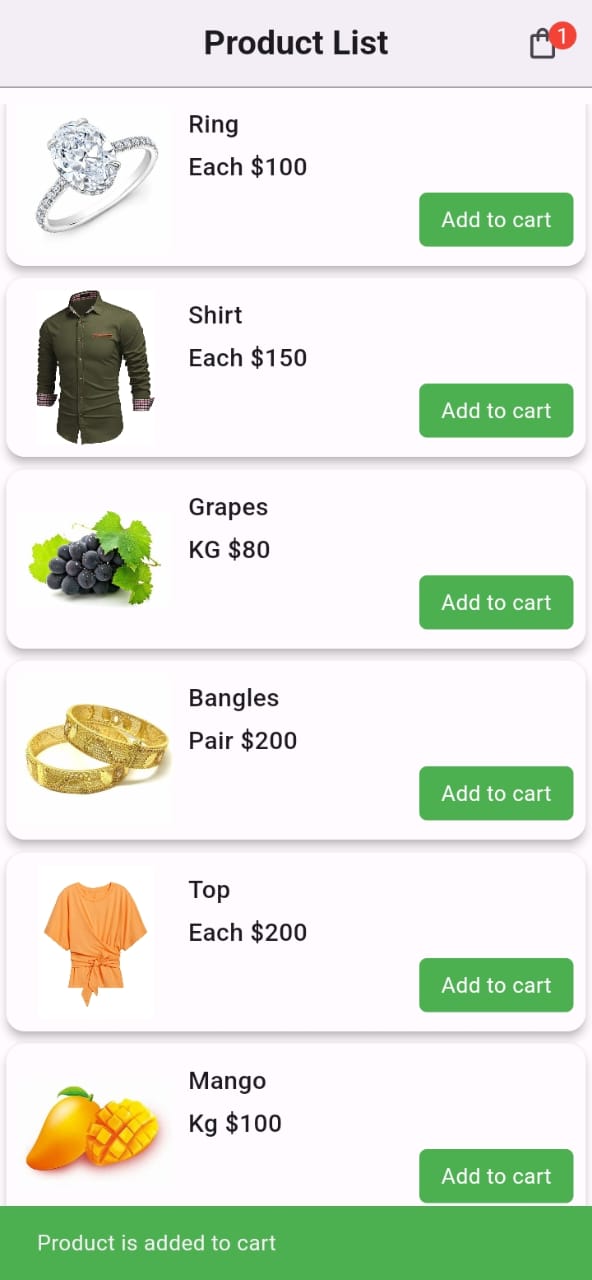 Product List
1
Ring
Each $100
Add to cart
Shirt
Each $150
Add to cart
Grapes
KG $80
Add to cart
Bangles
Pair $200
Add to cart
Top
Each $200
Add to cart
Mango
Kg $100
Add to cart
Product is added to cart